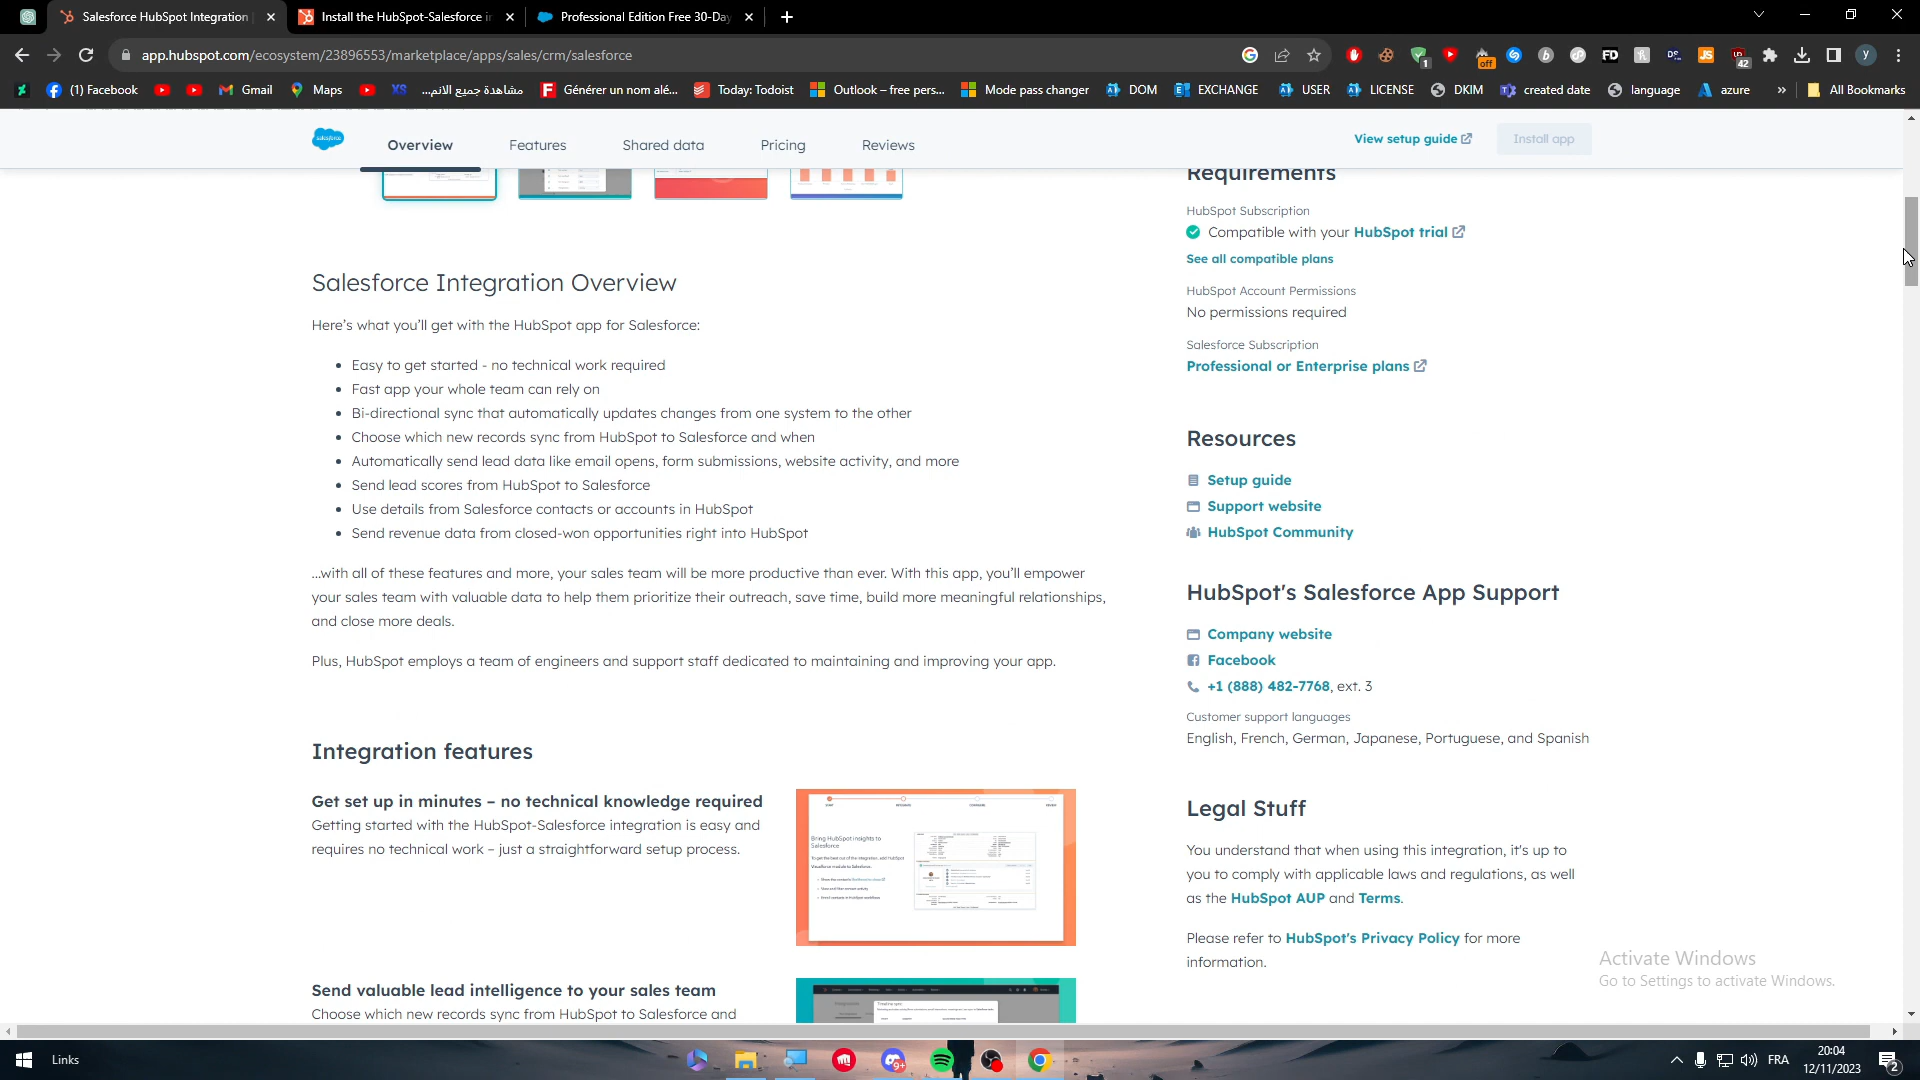 Salesforce HubSpot Integration
Install the HubSpot-Salesforce in
Professional Edition Free 30-Day
app.hubspot.com/ecosystem/23896553/marketplace/apps/sales/crm/salesforce
(1) Facebook
Gmail
Maps
مشاهدة جميع الانم...
Générer un nom alé...
Today: Todoist
Outlook – free pers...
Mode pass changer
DOM
EXCHANGE
USER
LICENSE
DKIM
created date
language
azure
»
All Bookmarks
salesforce
Overview
Features
Shared data
Pricing
Reviews
View setup guide
Install app
Requirements
HubSpot Subscription
Compatible with your HubSpot trial
See all compatible plans
HubSpot Account Permissions
No permissions required
Salesforce Subscription
Professional or Enterprise plans
Salesforce Integration Overview
Here's what you'll get with the HubSpot app for Salesforce:
• Easy to get started - no technical work required
• Fast app your whole team can rely on
• Bi-directional sync that automatically updates changes from one system to the other
• Choose which new records sync from HubSpot to Salesforce and when
• Automatically send lead data like email opens, form submissions, website activity, and more
• Send lead scores from HubSpot to Salesforce
• Use details from Salesforce contacts or accounts in HubSpot
• Send revenue data from closed-won opportunities right into HubSpot
...with all of these features and more, your sales team will be more productive than ever. With this app, you'll empower
your sales team with valuable data to help them prioritize their outreach, save time, build more meaningful relationships,
and close more deals.
Plus, HubSpot employs a team of engineers and support staff dedicated to maintaining and improving your app.
Resources
Setup guide
Support website
HubSpot Community
HubSpot's Salesforce App Support
Company website
Facebook
+1 (888) 482-7768, ext. 3
Customer support languages
English, French, German, Japanese, Portuguese, and Spanish
Integration features
Get set up in minutes – no technical knowledge required
Getting started with the HubSpot-Salesforce integration is easy and
requires no technical work – just a straightforward setup process.
Bring HubSpot insights to
Salesforce
Send valuable lead intelligence to your sales team
Choose which new records sync from HubSpot to Salesforce and
Legal Stuff
You understand that when using this integration, it's up to
you to comply with applicable laws and regulations, as well
as the HubSpot AUP and Terms.
Please refer to HubSpot's Privacy Policy for more
information.
Activate Windows
Go to Settings to activate Windows.
Links
FRA
20:04
12/11/2023
2